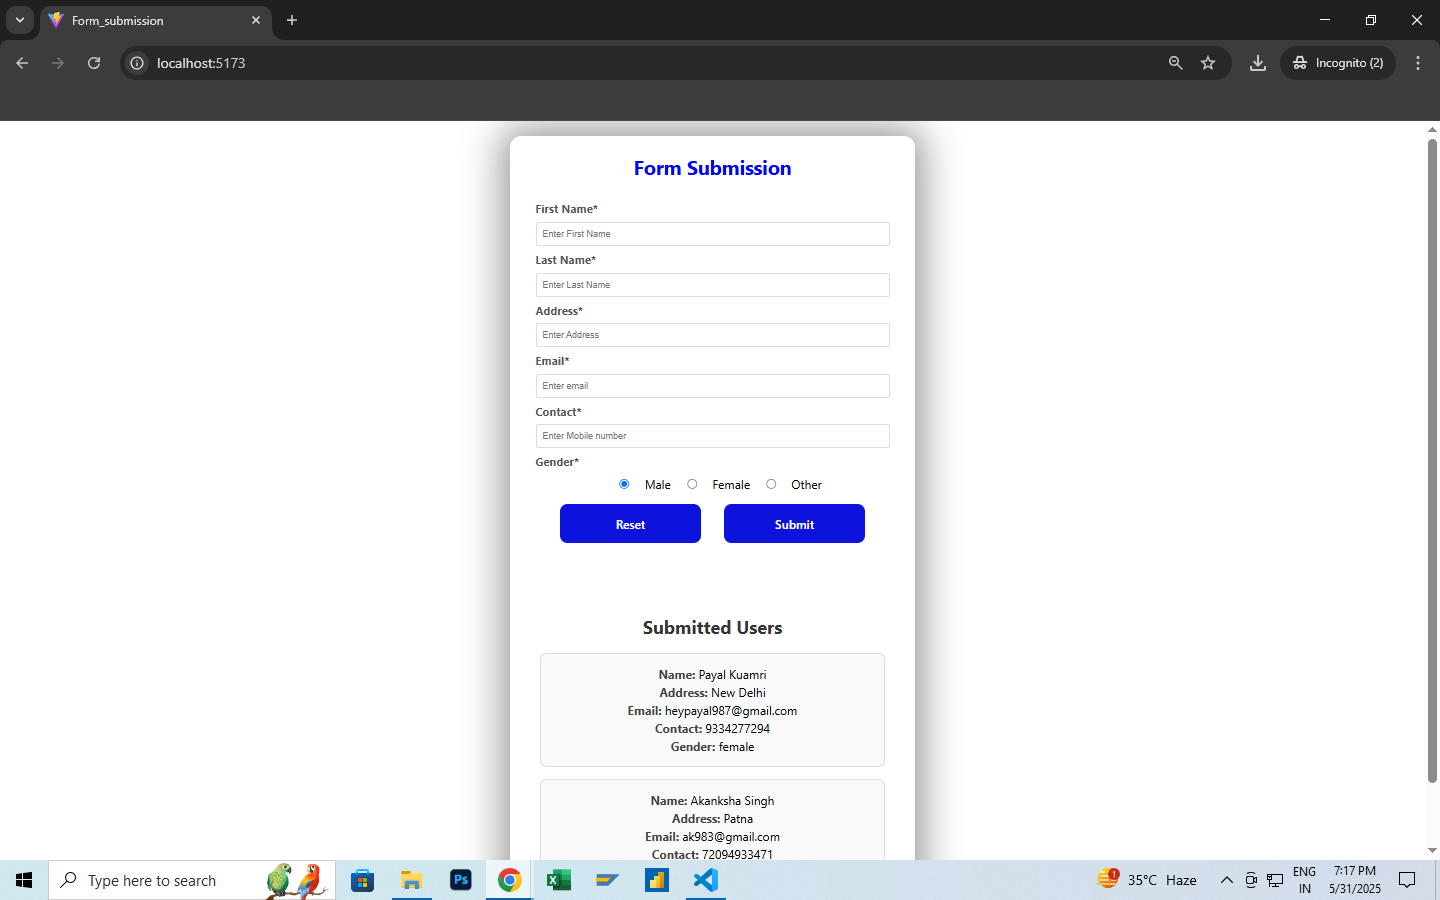 Form_submission
localhost:5173
Incognito (2)
Form Submission
First Name*
Enter First Name
Last Name*
Enter Last Name
Address*
Enter Address
Email*
Enter email
Contact*
Enter Mobile number
Gender*
Male Female Other
Reset Submit
Submitted Users
Name: Payal Kuamri
Address: New Delhi
Email: heypayal987@gmail.com
Contact: 9334277294
Gender: female
Name: Akanksha Singh
Address: Patna
Email: ak983@gmail.com
Contact: 72094933471
Type here to search
Ps
1
35°C Haze
ENG
IN
7:17 PM
5/31/2025